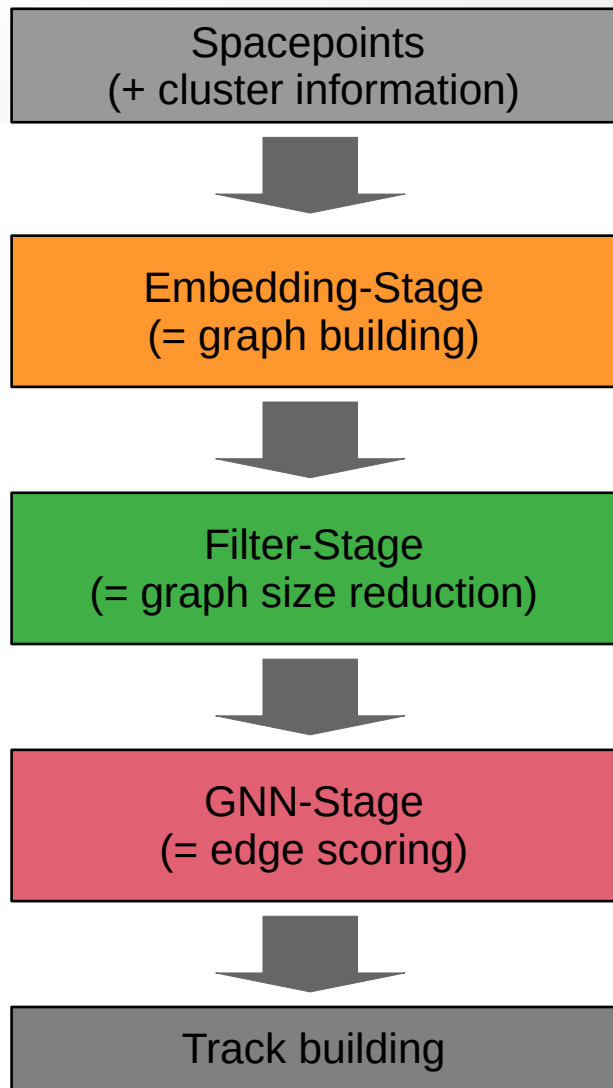 Spacepoints
(+ cluster information)
Embedding-Stage
(= graph building)
Filter-Stage
(= graph size reduction)
GNN-Stage
(= edge scoring)
Track building